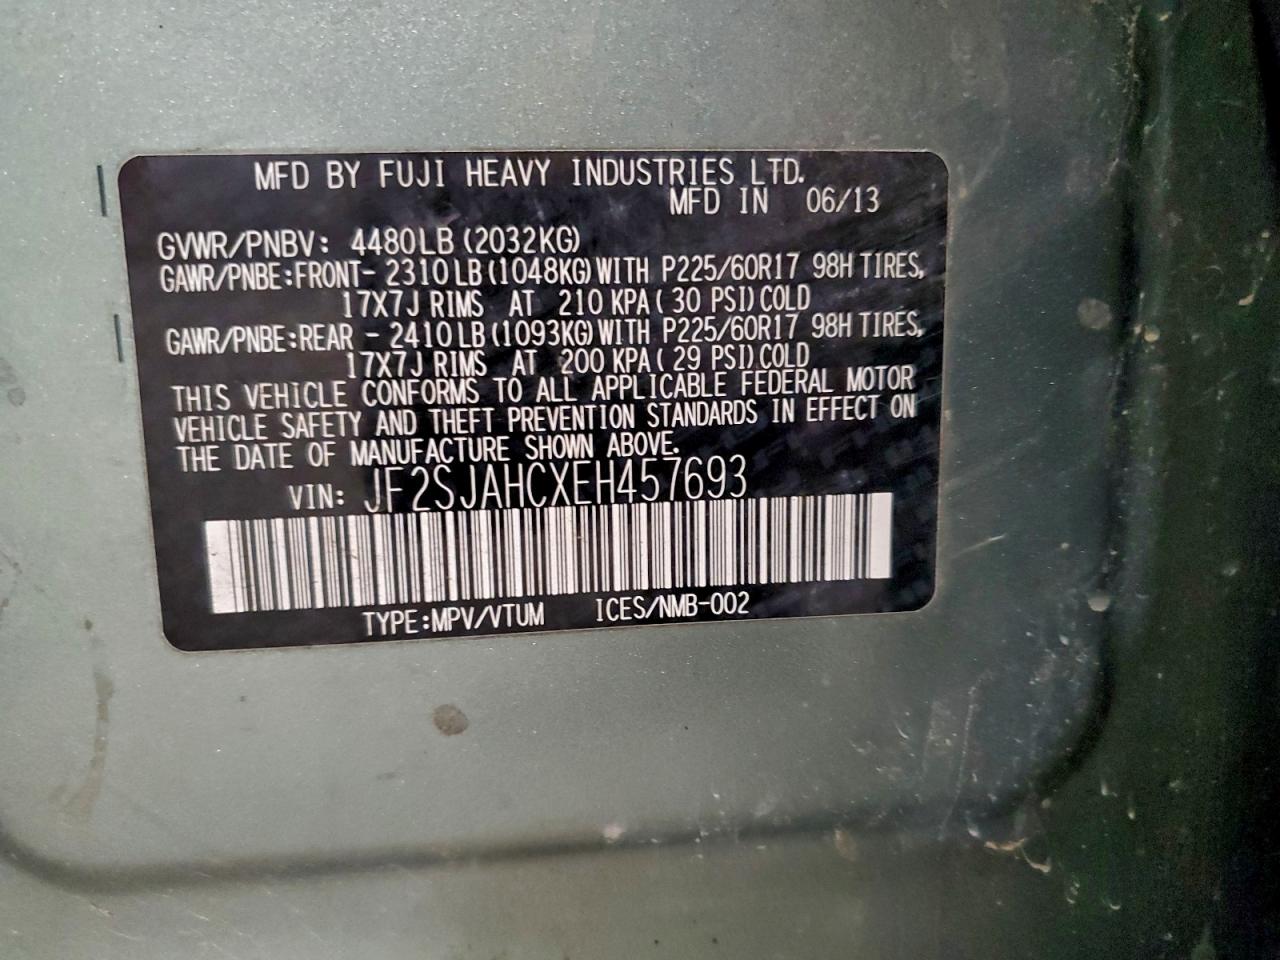 MFD BY FUJI HEAVY INDUSTRIES LTD.
MFD IN 06/13
GVWR/PNBV: 4480LB(2032KG)
GAWR/PNBE:FRONT- 2310LB(1048KG)WITH P225/60R17 98H TIRES,
17X7J RIMS AT 210 KPA(30 PSI)COLD
GAWR/PNBE:REAR - 2410LB(1093KG)WITH P225/60R17 98H TIRES,
17X7J RIMS AT 200 KPA(29 PSI)COLD
THIS VEHICLE CONFORMS TO ALL APPLICABLE FEDERAL MOTOR
VEHICLE SAFETY AND THEFT PREVENTION STANDARDS IN EFFECT ON
THE DATE OF MANUFACTURE SHOWN ABOVE.
VIN: JF2SJAHCXEH457693
TYPE:MPV/VTUM ICES/NMB-002